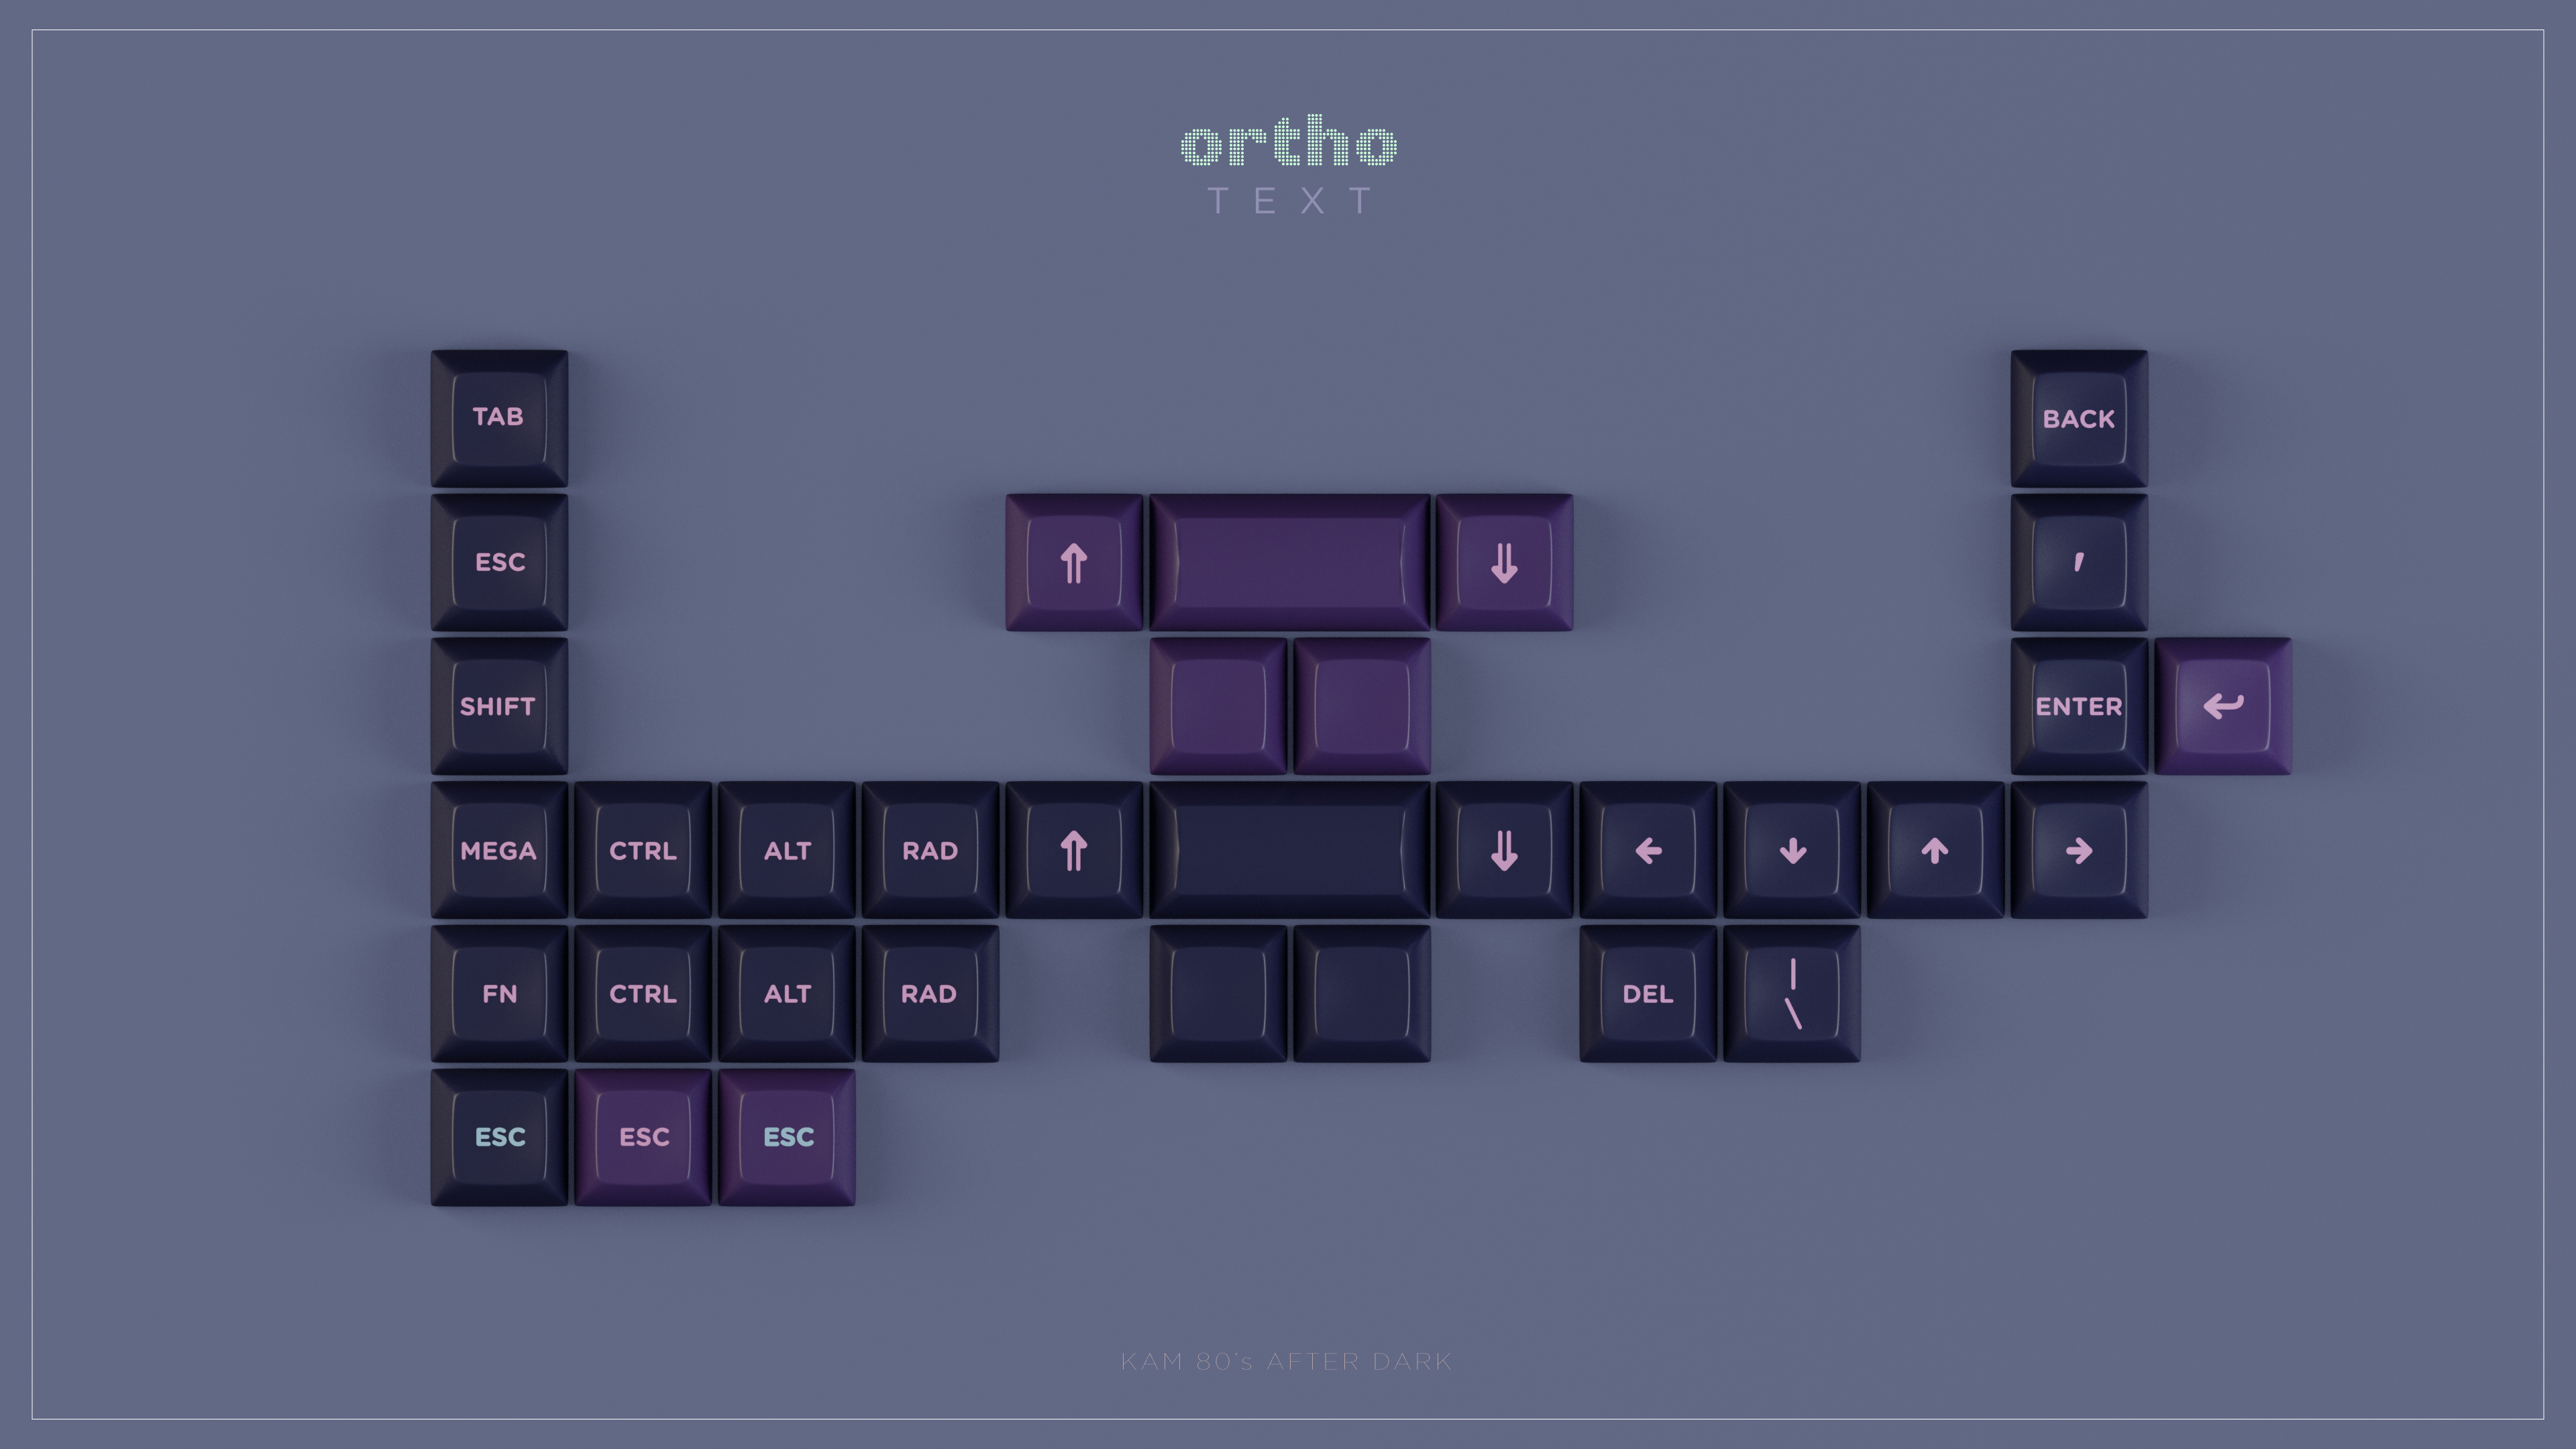 ortho
TEXT
TAB
BACK
ESC
⇑
⇓
'
SHIFT
ENTER
↩
MEGA CTRL ALT RAD ⇑ ⇓ ← ↓ ↑ →
FN CTRL ALT RAD DEL | \
ESC ESC ESC
KAM 80's AFTER DARK